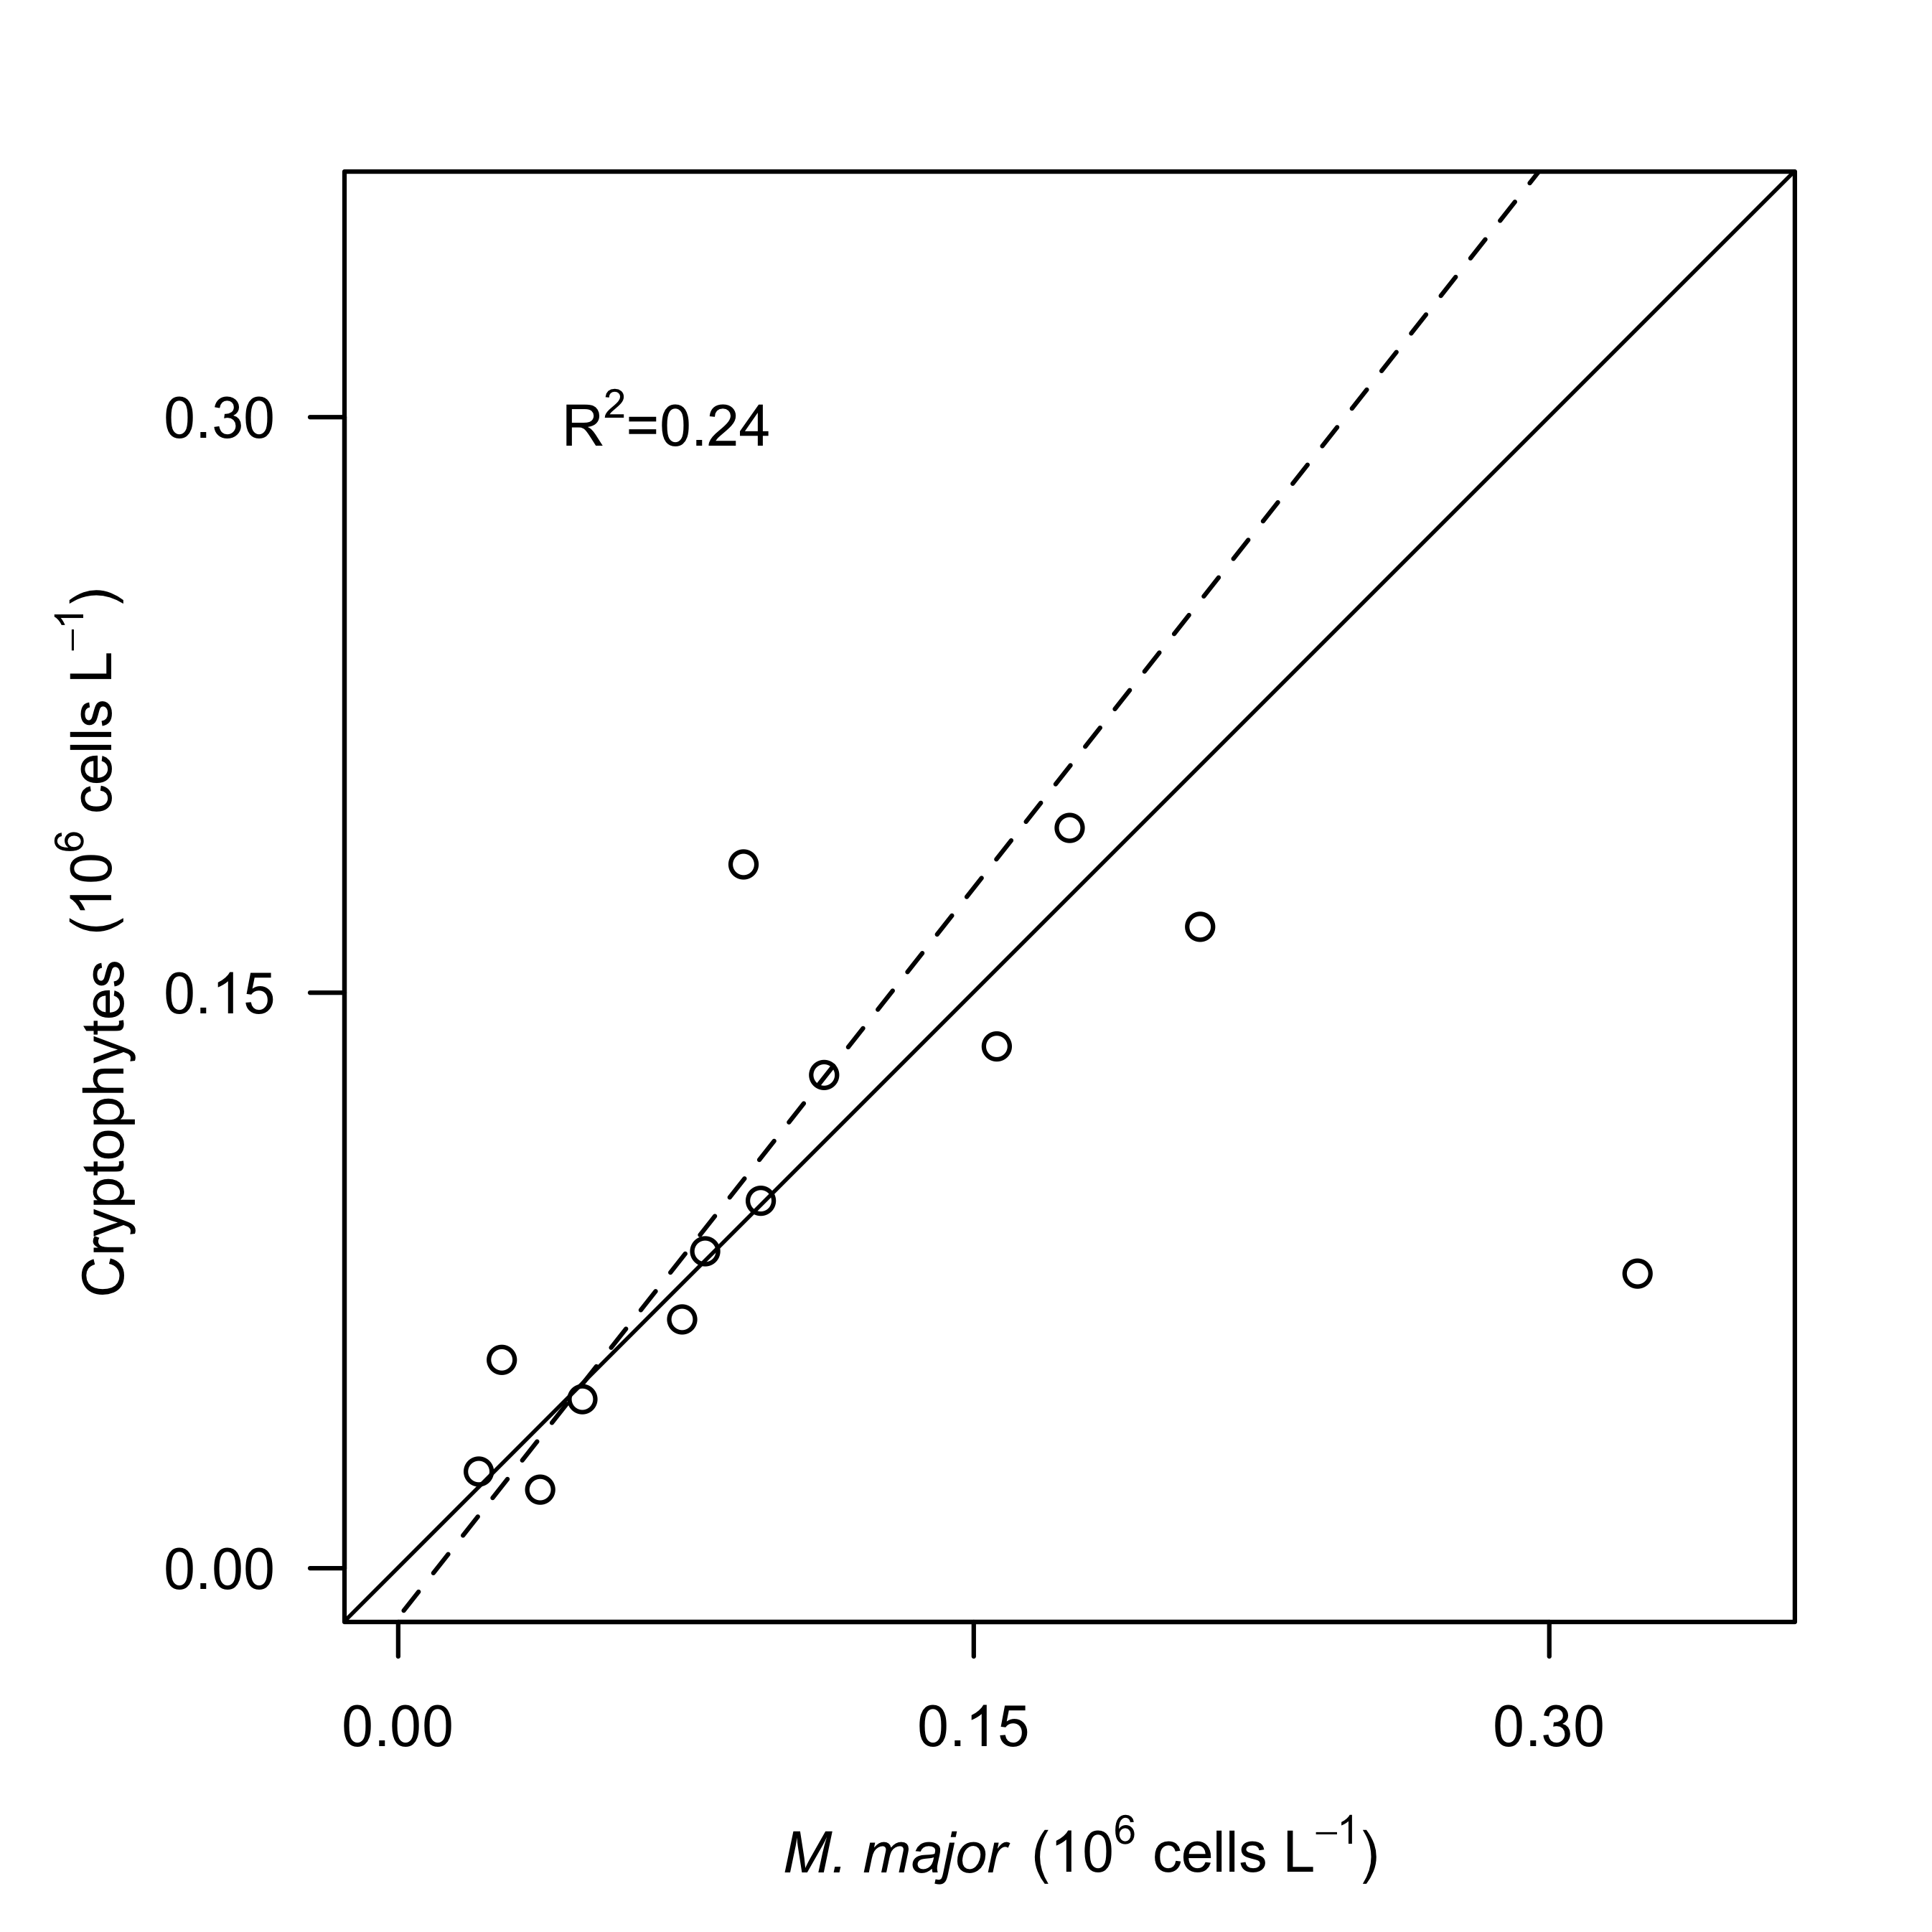 R²=0.24
0.30
0.15
0.00
Cryptophytes (10⁶ cells L⁻¹)
0.00 0.15 0.30
M. major (10⁶ cells L⁻¹)